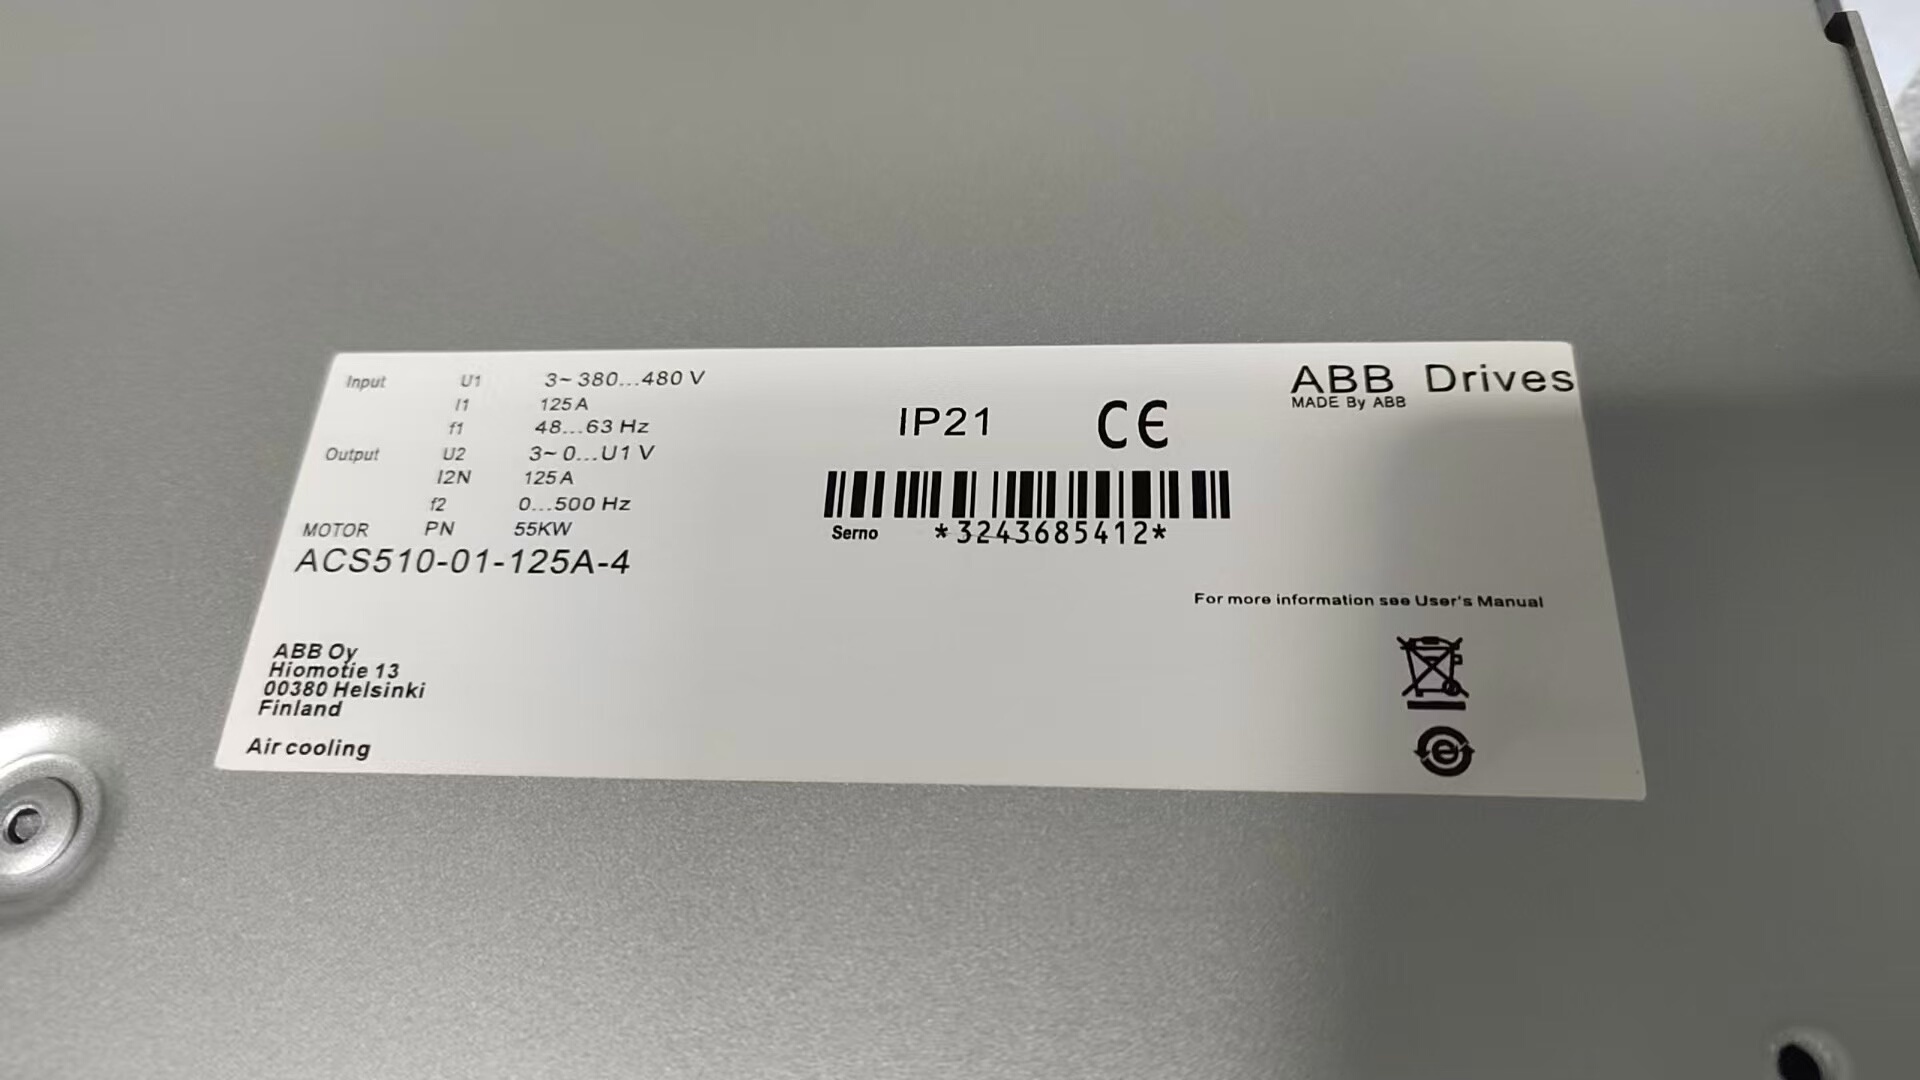 Input U1 3~ 380...480 V
I1 125A
f1 48...63 Hz
Output U2 3~ 0...U1 V
I2N 125A
f2 0...500 Hz
MOTOR PN 55KW
ACS510-01-125A-4
ABB Oy
Hiomotie 13
00380 Helsinki
Finland
Air cooling
IP21 CE
Serno *3243685412*
ABB Drives
MADE By ABB
For more information see User's Manual
e